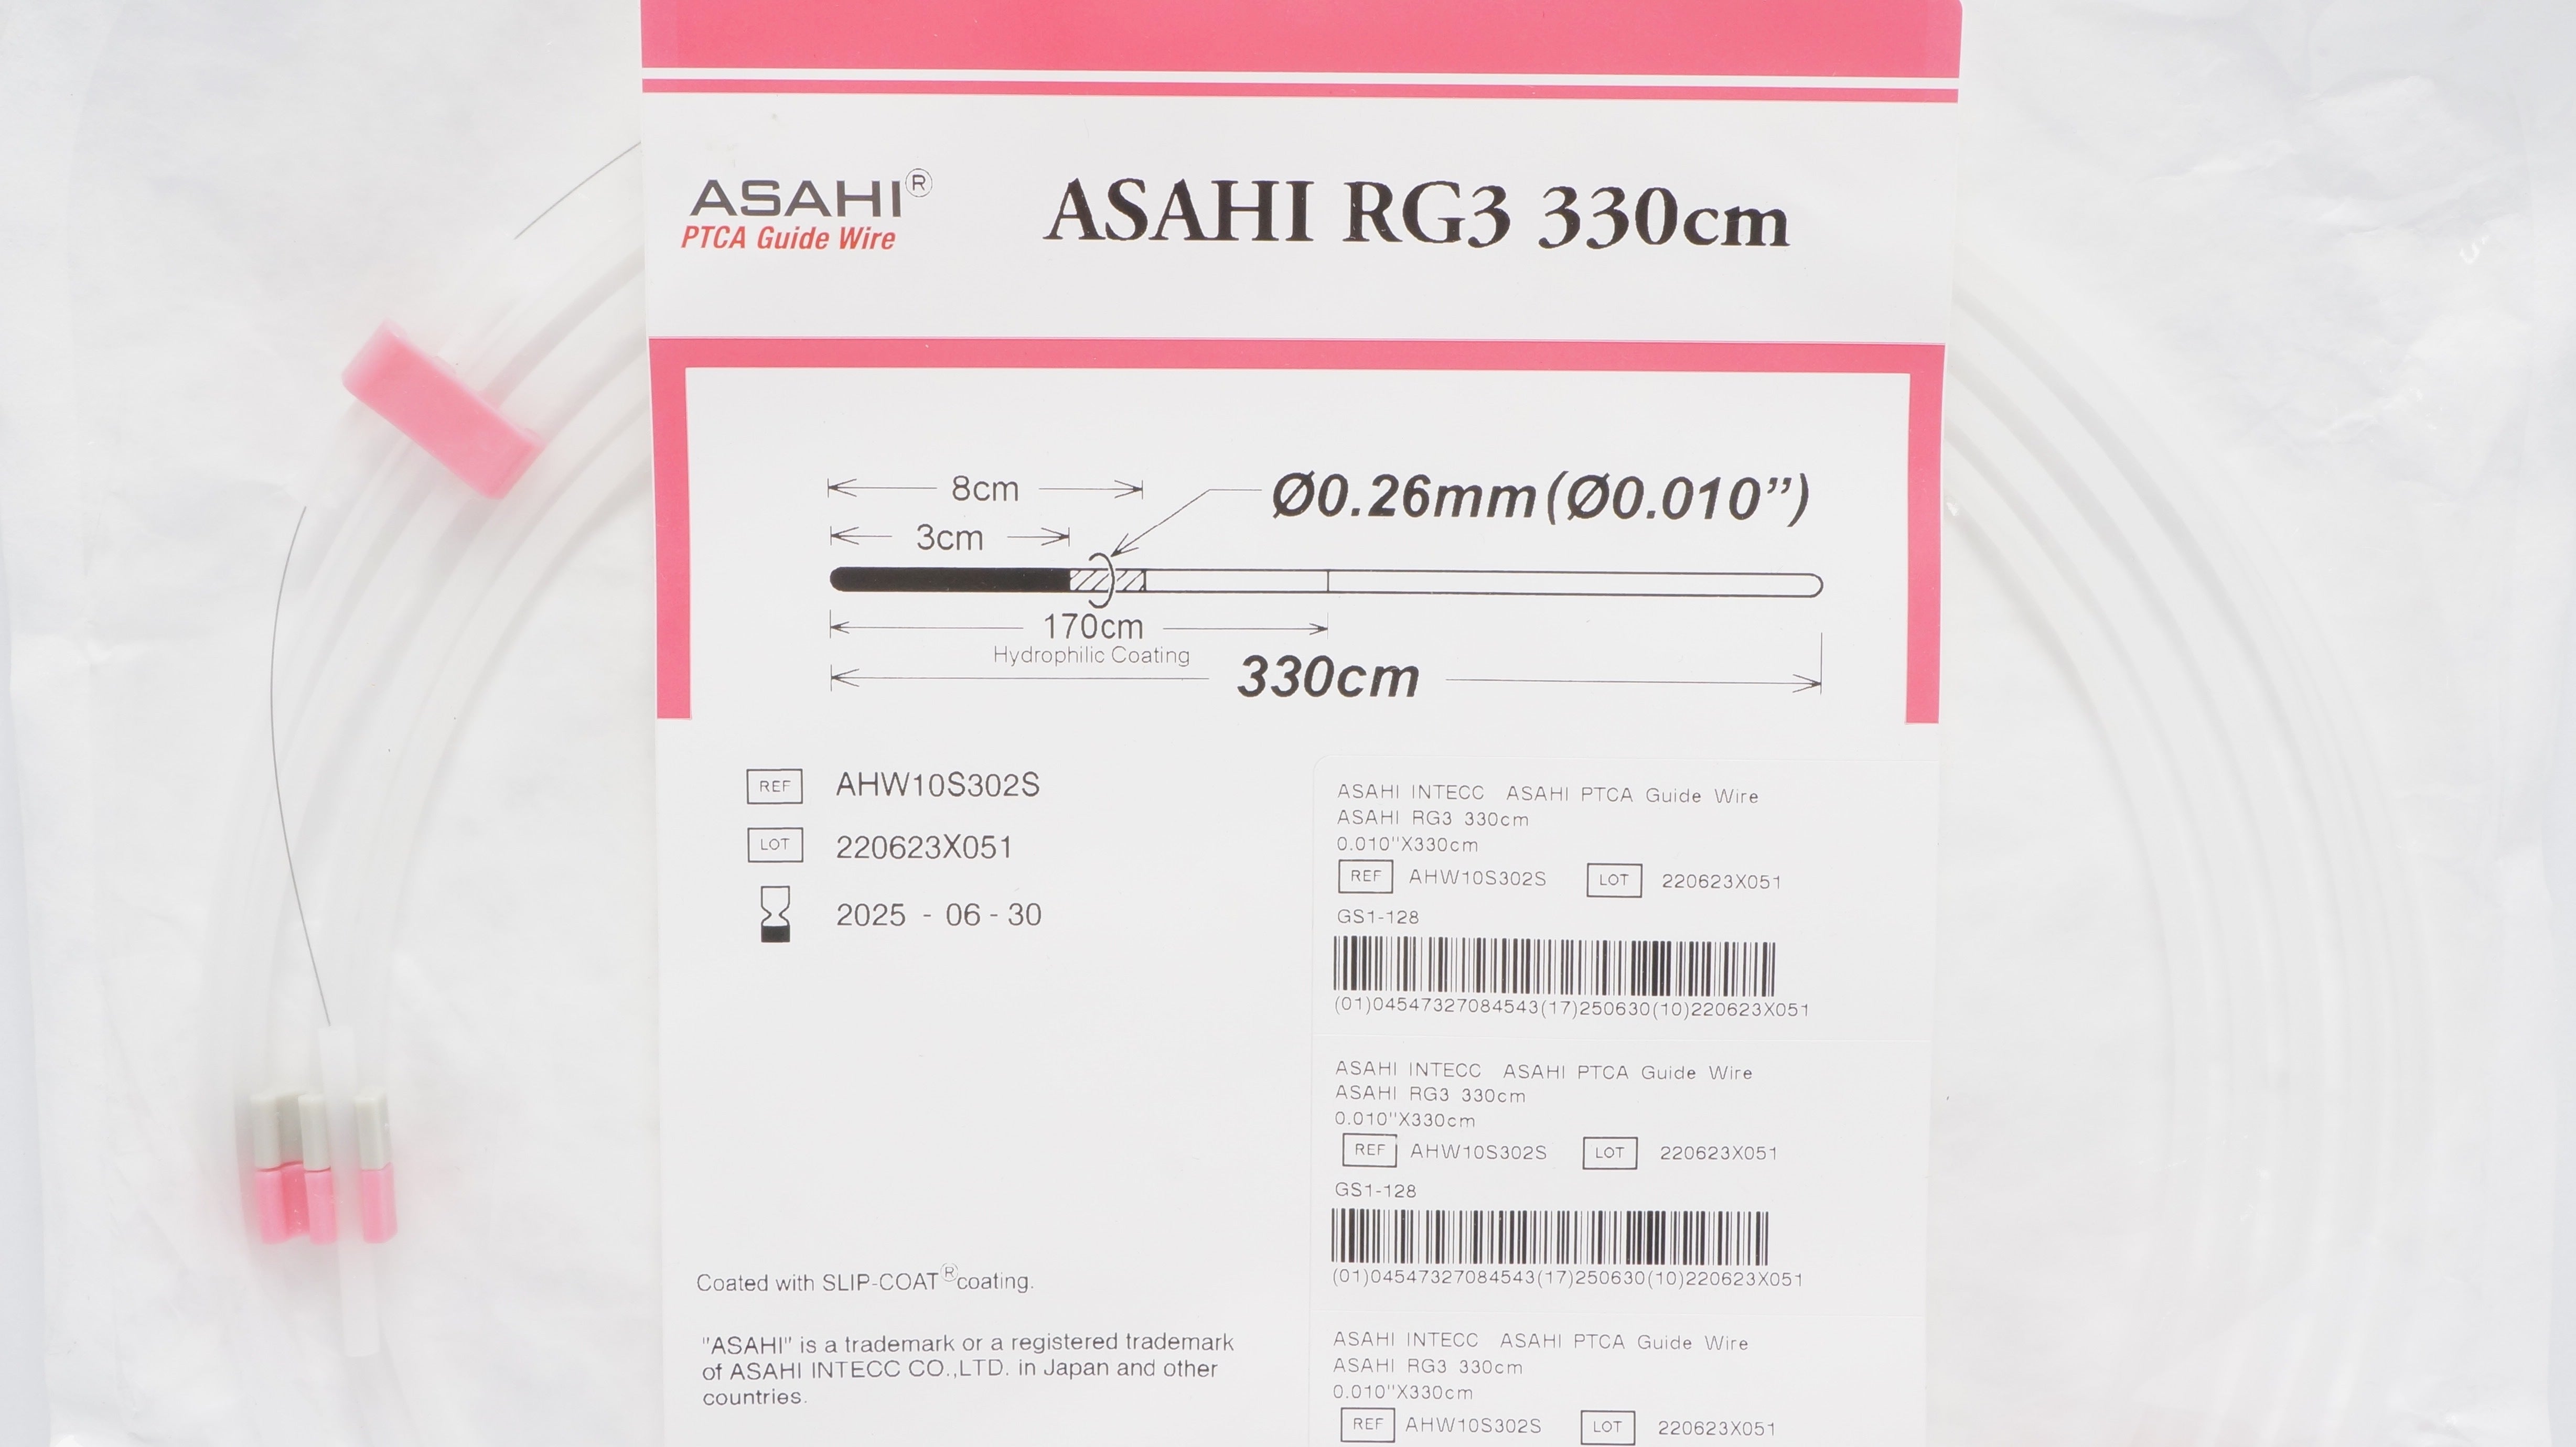 ASAHI®
PTCA Guide Wire
ASAHI RG3 330cm
8cm
Ø0.26mm(Ø0.010”)
3cm
170cm
Hydrophilic Coating
330cm
REF AHW10S302S
LOT 220623X051
2025 - 06 - 30
Coated with SLIP-COAT®coating.
"ASAHI" is a trademark or a registered trademark
of ASAHI INTECC CO.,LTD. in Japan and other
countries.
ASAHI INTECC ASAHI PTCA Guide Wire
ASAHI RG3 330cm
0.010"X330cm
REF AHW10S302S LOT 220623X051
GS1-128
(01)04547327084543(17)250630(10)220623X051
ASAHI INTECC ASAHI PTCA Guide Wire
ASAHI RG3 330cm
0.010"X330cm
REF AHW10S302S LOT 220623X051
GS1-128
(01)04547327084543(17)250630(10)220623X051
ASAHI INTECC ASAHI PTCA Guide Wire
ASAHI RG3 330cm
0.010"X330cm
REF AHW10S302S LOT 220623X051